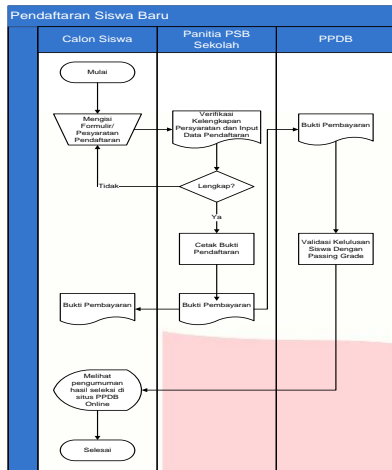 Pendaftaran Siswa Baru
Calon Siswa
Panitia PSB
Sekolah
PPDB
Mulai
Mengisi
Formulir/
Pesyaratan
Pendaftaran
Verifikasi
Kelengkapan
Persyaratan dan Input
Data Pendaftaran
Bukti Pembayaran
Tidak
Lengkap?
Ya
Cetak Bukti
Pendaftaran
Validasi Kelulusan
Siswa Dengan
Passing Grade
Bukti Pembayaran
Bukti Pembayaran
Melihat
pengumuman
hasil seleksi di
situs PPDB
Online
Selesai